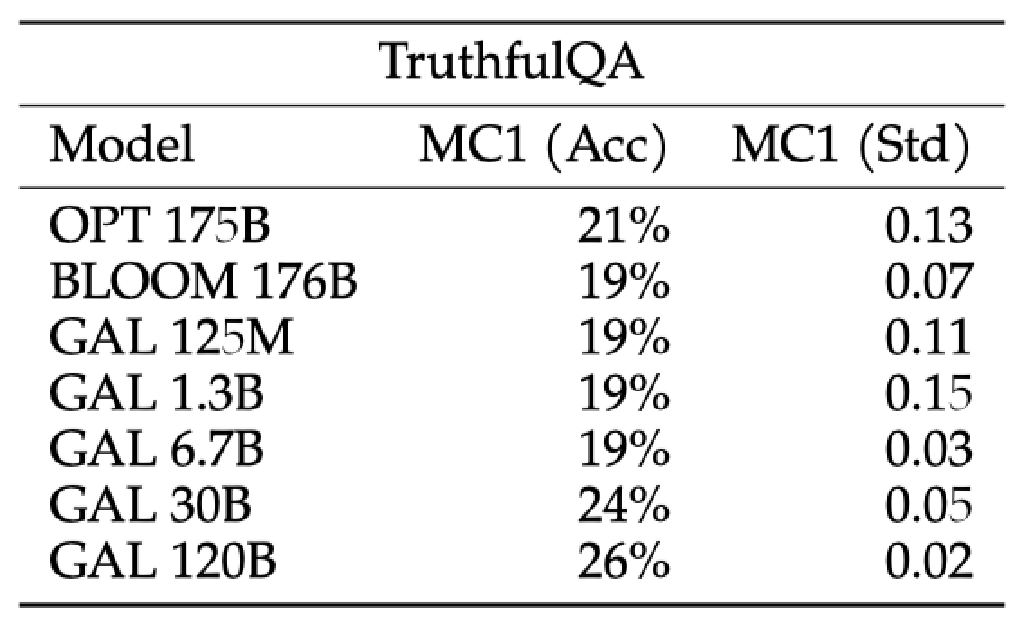 TruthfulQA
Model MC1 (Acc) MC1 (Std)
OPT 175B 21% 0.13
BLOOM 176B 19% 0.07
GAL 125M 19% 0.11
GAL 1.3B 19% 0.15
GAL 6.7B 19% 0.03
GAL 30B 24% 0.05
GAL 120B 26% 0.02